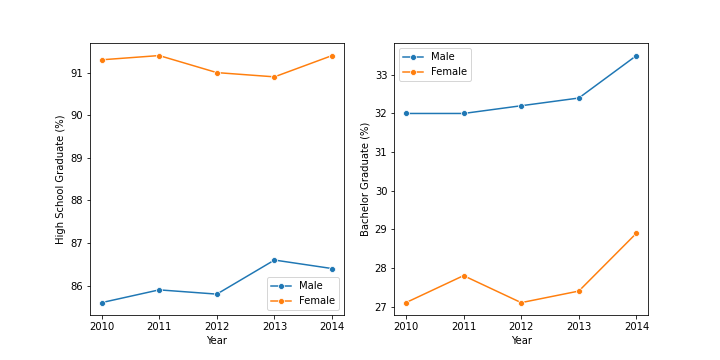 High School Graduate (%)
91
90
89
88
87
86
2010 2011 2012 2013 2014
Year
Male
Female
Bachelor Graduate (%)
33
32
31
30
29
28
27
2010 2011 2012 2013 2014
Year
Male
Female